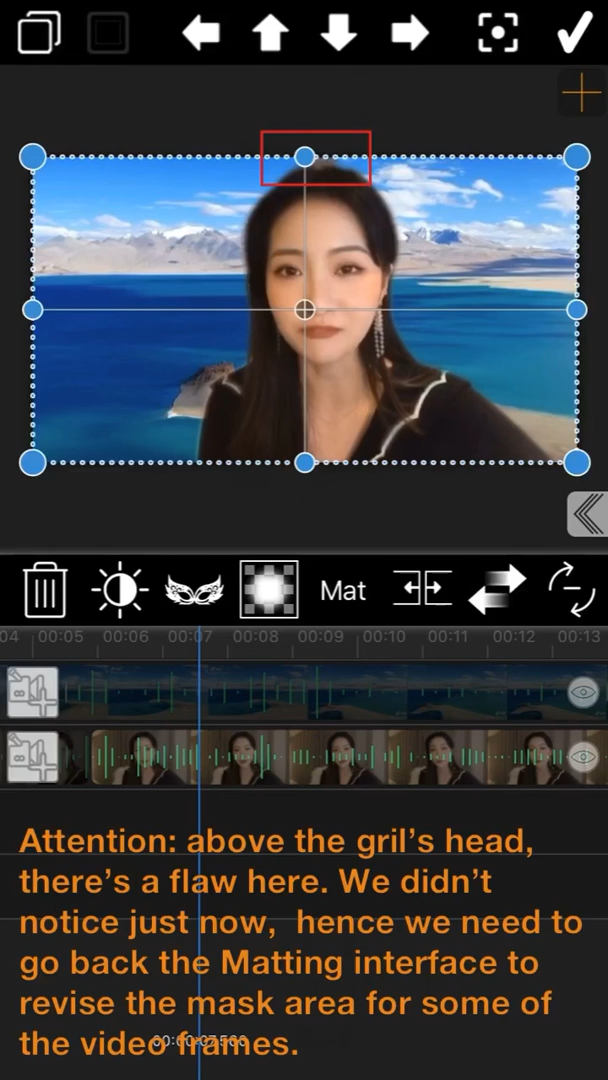 Mat
04 00:05 00:06 00:07 00:08 00:09 00:10 00:11 00:12 00:13
Attention: above the gril's head,
there's a flaw here. We didn't
notice just now, hence we need to
go back the Matting interface to
revise the mask area for some of
the video frames.